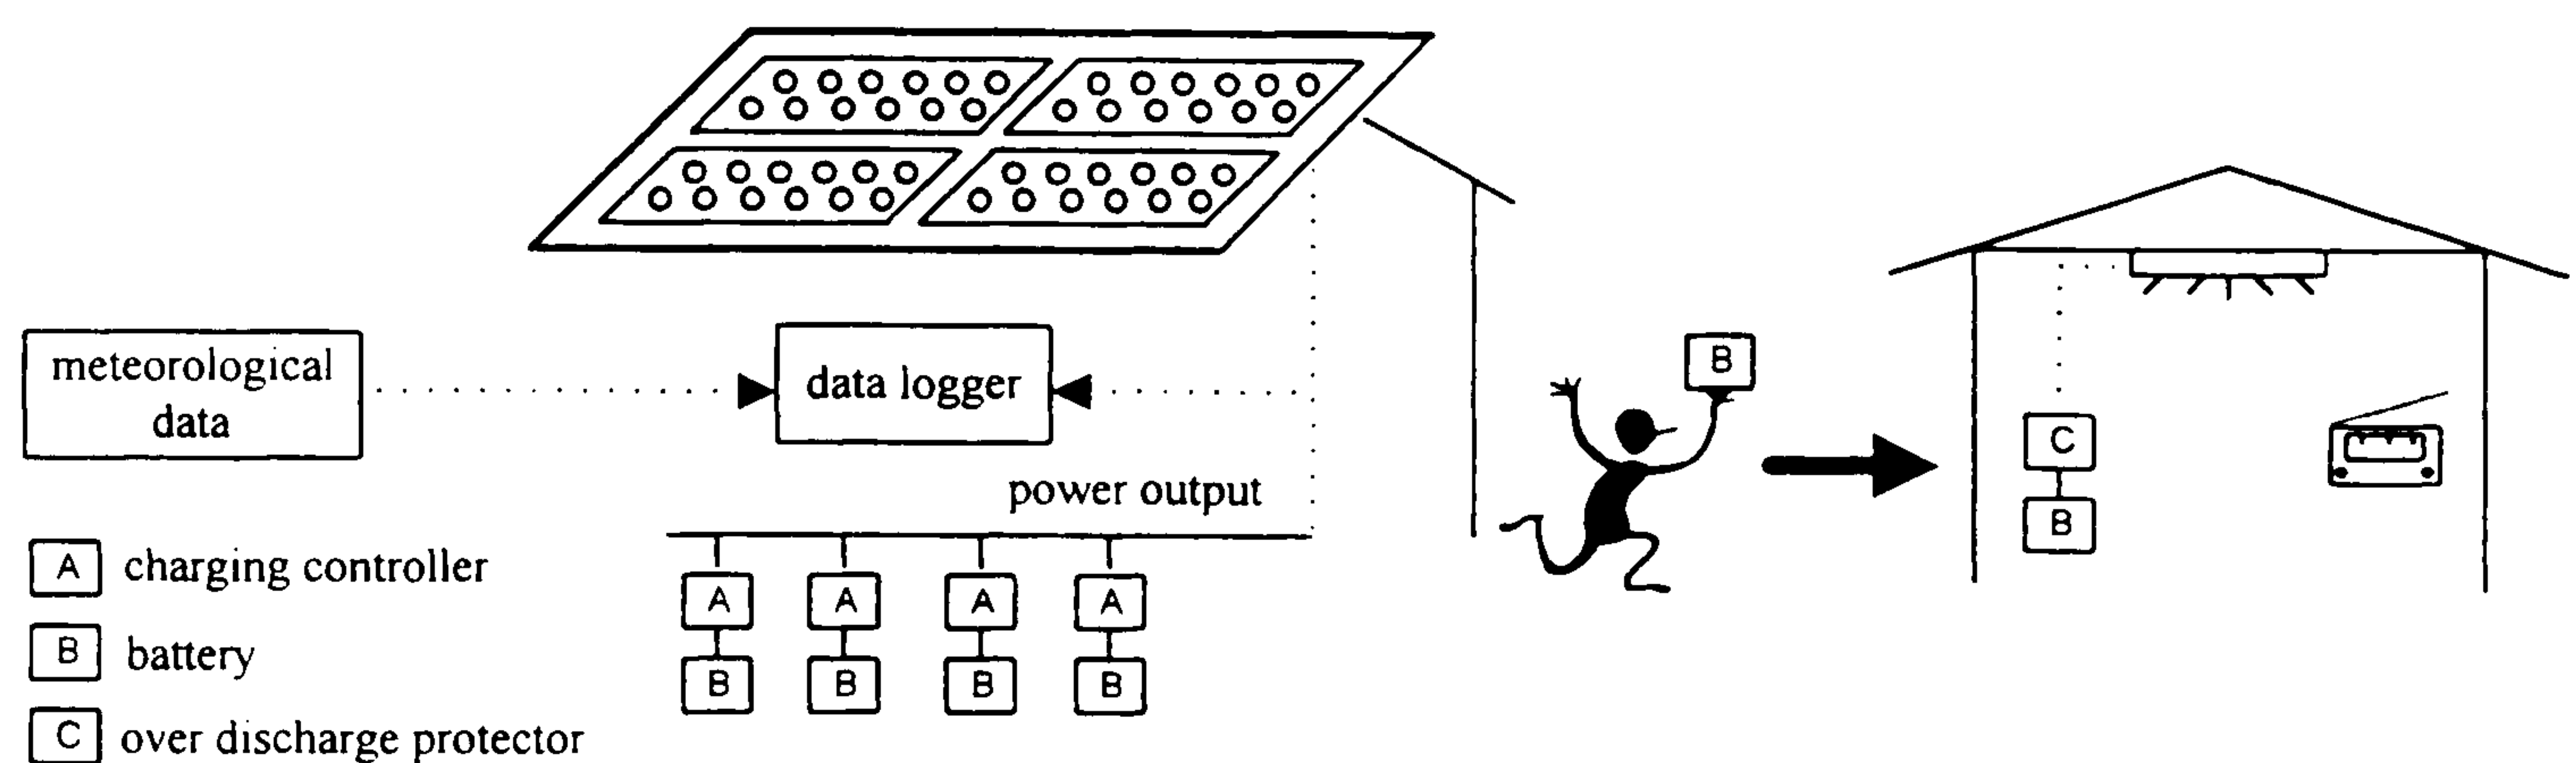 meteorological
data
data logger
power output
A charging controller
B battery
C over discharge protector
A A A A
B B B B
B
C
B